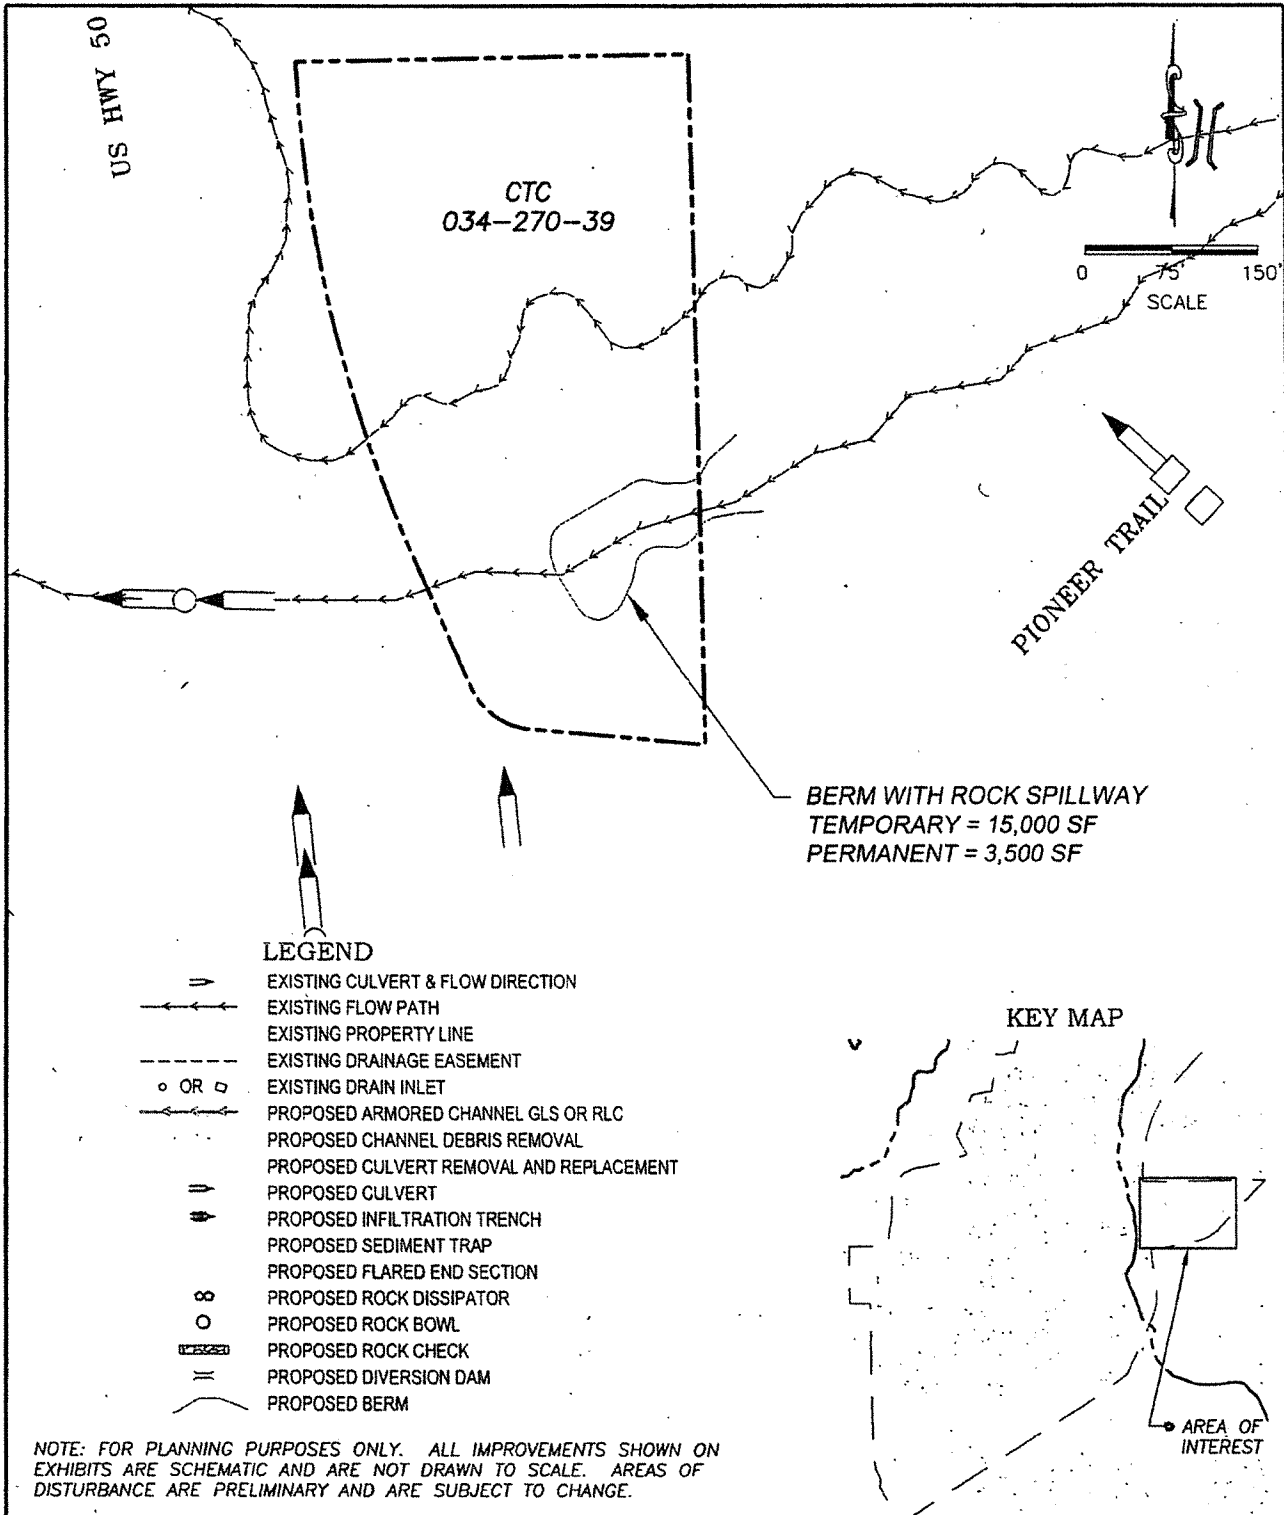 US HWY 50
CTC
034-270-39
0 75' 150'
SCALE
PIONEER TRAIL
BERM WITH ROCK SPILLWAY
TEMPORARY = 15,000 SF
PERMANENT = 3,500 SF
LEGEND
EXISTING CULVERT & FLOW DIRECTION
EXISTING FLOW PATH
EXISTING PROPERTY LINE
EXISTING DRAINAGE EASEMENT
OR EXISTING DRAIN INLET
PROPOSED ARMORED CHANNEL GLS OR RLC
PROPOSED CHANNEL DEBRIS REMOVAL
PROPOSED CULVERT REMOVAL AND REPLACEMENT
PROPOSED CULVERT
PROPOSED INFILTRATION TRENCH
PROPOSED SEDIMENT TRAP
PROPOSED FLARED END SECTION
PROPOSED ROCK DISSIPATOR
PROPOSED ROCK BOWL
PROPOSED ROCK CHECK
PROPOSED DIVERSION DAM
PROPOSED BERM
KEY MAP
AREA OF
INTEREST
NOTE: FOR PLANNING PURPOSES ONLY. ALL IMPROVEMENTS SHOWN ON
EXHIBITS ARE SCHEMATIC AND ARE NOT DRAWN TO SCALE. AREAS OF
DISTURBANCE ARE PRELIMINARY AND ARE SUBJECT TO CHANGE.